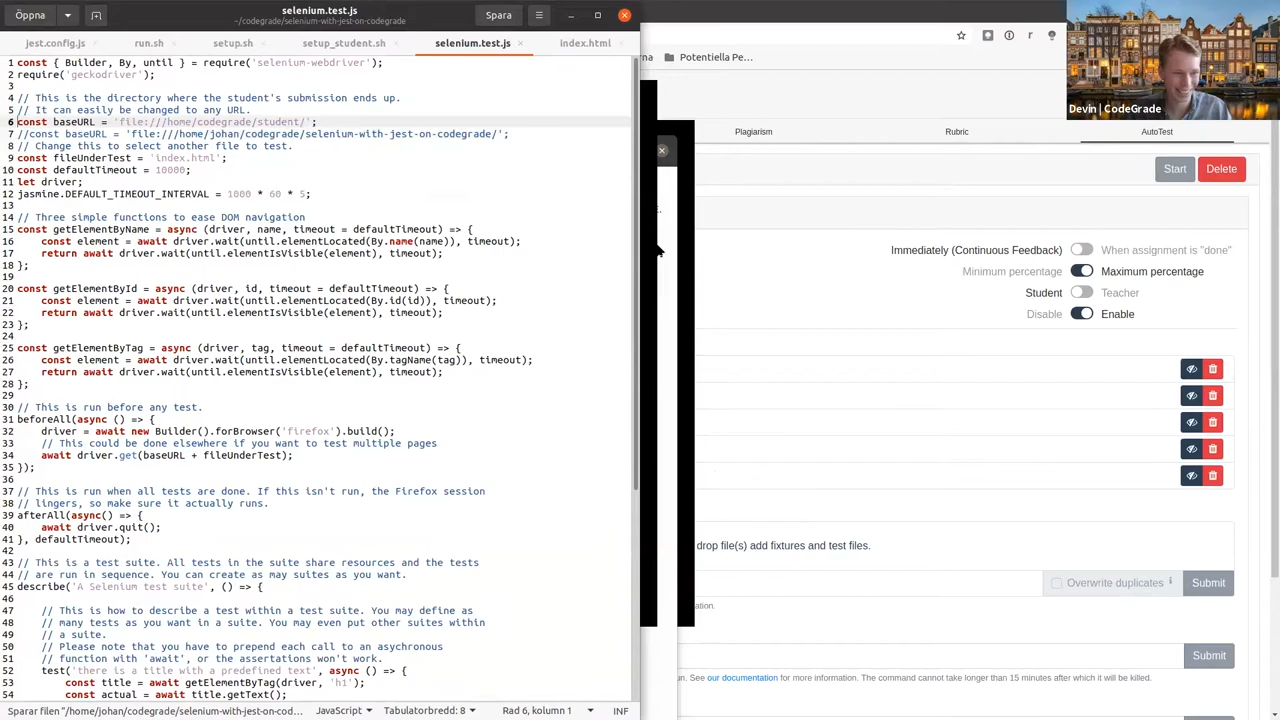 Öppna
selenium.test.js
~/codegrade/selenium-with-jest-on-codegrade
Spara
jest.config.js
run.sh
setup.sh
setup_student.sh
selenium.test.js
index.html
1 const { Builder, By, until } = require('selenium-webdriver');
2 require('geckodriver');
3
4 // This is the directory where the student's submission ends up.
5 // It can easily be changed to any URL.
6 const baseURL = 'file:///home/codegrade/student/';
7 //const baseURL = 'file:///home/johan/codegrade/selenium-with-jest-on-codegrade/';
8 // Change this to select another file to test.
9 const fileUnderTest = 'index.html';
10 const defaultTimeout = 10000;
11 let driver;
12 jasmine.DEFAULT_TIMEOUT_INTERVAL = 1000 * 60 * 5;
13
14 // Three simple functions to ease DOM navigation
15 const getElementByName = async (driver, name, timeout = defaultTimeout) => {
16 const element = await driver.wait(until.elementLocated(By.name(name)), timeout);
17 return await driver.wait(until.elementIsVisible(element), timeout);
18 };
19
20 const getElementById = async (driver, id, timeout = defaultTimeout) => {
21 const element = await driver.wait(until.elementLocated(By.id(id)), timeout);
22 return await driver.wait(until.elementIsVisible(element), timeout);
23 };
24
25 const getElementByTag = async (driver, tag, timeout = defaultTimeout) => {
26 const element = await driver.wait(until.elementLocated(By.tagName(tag)), timeout);
27 return await driver.wait(until.elementIsVisible(element), timeout);
28 };
29
30 // This is run before any test.
31 beforeAll(async () => {
32 driver = await new Builder().forBrowser('firefox').build();
33 // This could be done elsewhere if you want to test multiple pages
34 await driver.get(baseURL + fileUnderTest);
35 });
36
37 // This is run when all tests are done. If this isn't run, the Firefox session
38 // lingers, so make sure it actually runs.
39 afterAll(async() => {
40 await driver.quit();
41 }, defaultTimeout);
42
43 // This is a test suite. All tests in the suite share resources and the tests
44 // are run in sequence. You can create as may suites as you want.
45 describe('A Selenium test suite', () => {
46
47 // This is how to describe a test within a test suite. You may define as
48 // many tests as you want in a suite. You may even put other suites within
49 // a suite.
50 // Please note that you have to prepend each call to an asychronous
51 // function with 'await', or the assertions won't work.
52 test('there is a title with a predefined text', async () => {
53 const title = await getElementByTag(driver, 'h1');
54 const actual = await title.getText();
Sparar filen "/home/johan/codegrade/selenium-with-jest-on-cod…
JavaScript
Tabulatorbredd: 8
Rad 6, kolumn 1
INF
rna
Potentiella Pe…
Devin | CodeGrade
Plagiarism
Rubric
AutoTest
Start
Delete
Immediately (Continuous Feedback)
When assignment is "done"
Minimum percentage
Maximum percentage
Student
Teacher
Disable
Enable
drop file(s) add fixtures and test files.
Overwrite duplicates i
Submit
ation.
Submit
un. See our documentation for more information. The command cannot take longer than 15 minutes after which it will be killed.